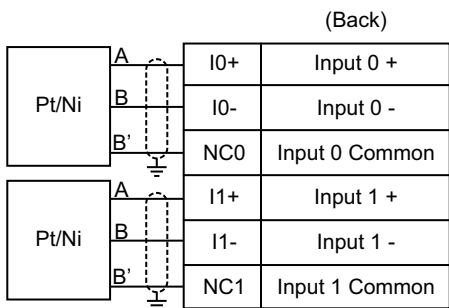 (Back)
A I0+ Input 0 +
Pt/Ni B I0- Input 0 -
B' NC0 Input 0 Common
A I1+ Input 1 +
Pt/Ni B I1- Input 1 -
B' NC1 Input 1 Common